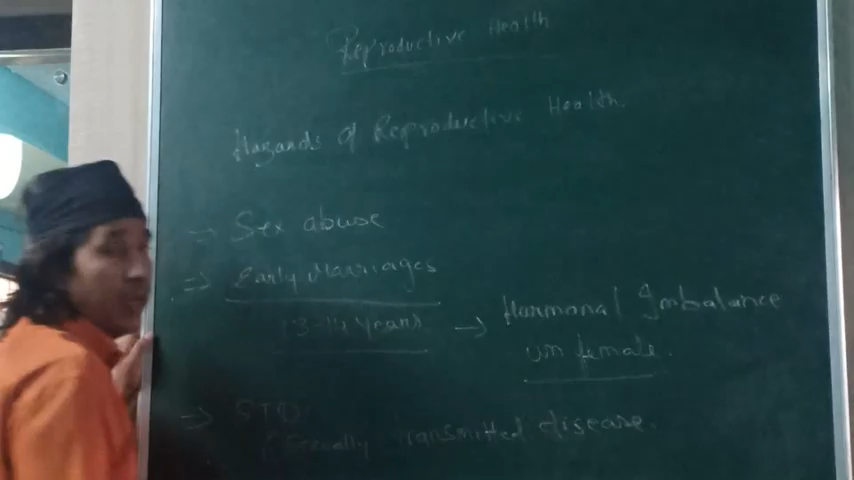 Reproductive Health
Hazards of Reproductive Health.
→ Sex abuse
⇒ Early Marriages
13-14 Years → Harmonal Imbalance
in female.
→ STD
(Sexually transmitted disease.